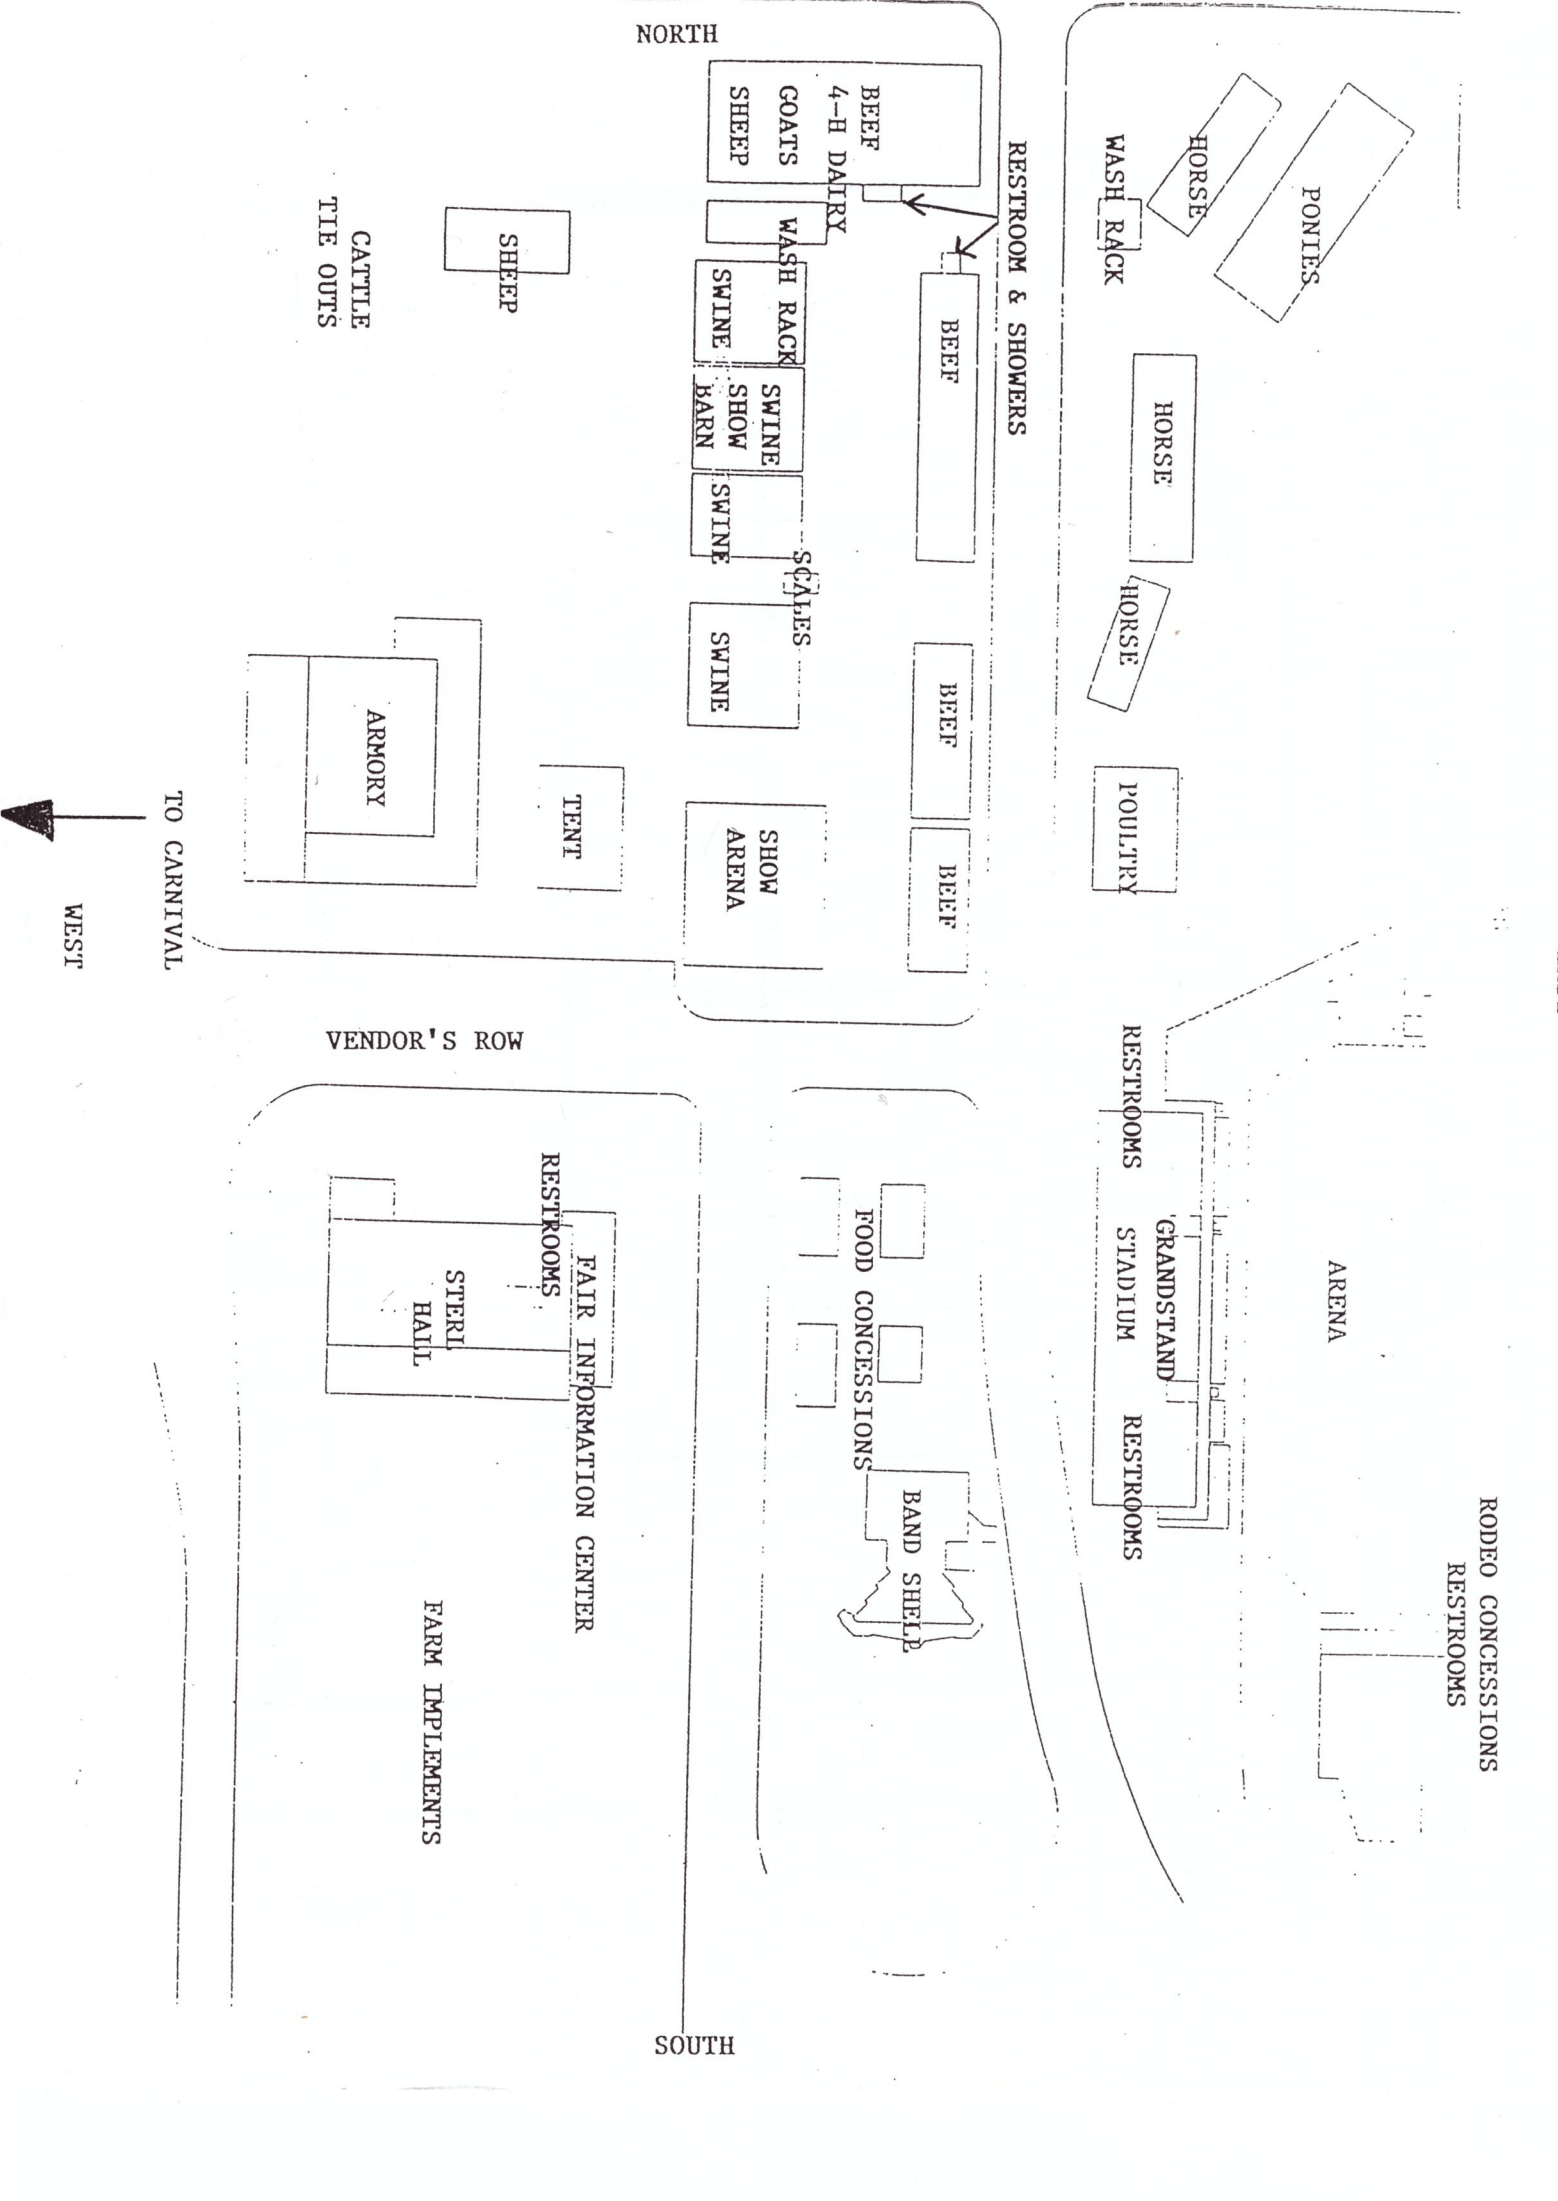 NORTH
BEEF
4-H DAIRY
GOATS
SHEEP
RESTROOM & SHOWERS
WASH RACK
HORSE
PONIES
CATTLE
TIE OUTS
SHEEP
WASH RACK
SWINE
SWINE
SHOW
BARN
SWINE
SCALES
SWINE
BEEF
HORSE
HORSE
BEEF
POULTRY
ARMORY
TENT
SHOW
ARENA
BEEF
TO CARNIVAL
WEST
VENDOR'S ROW
RESTROOMS
GRANDSTAND
STADIUM
RESTROOMS
ARENA
RODEO CONCESSIONS
RESTROOMS
FOOD CONCESSIONS
BAND SHELL
RESTROOMS
FAIR INFORMATION CENTER
STERL
HALL
FARM IMPLEMENTS
SOUTH